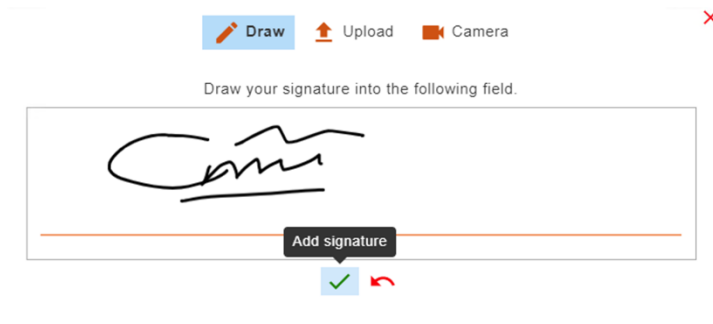 Draw Upload Camera
Draw your signature into the following field.
Add signature